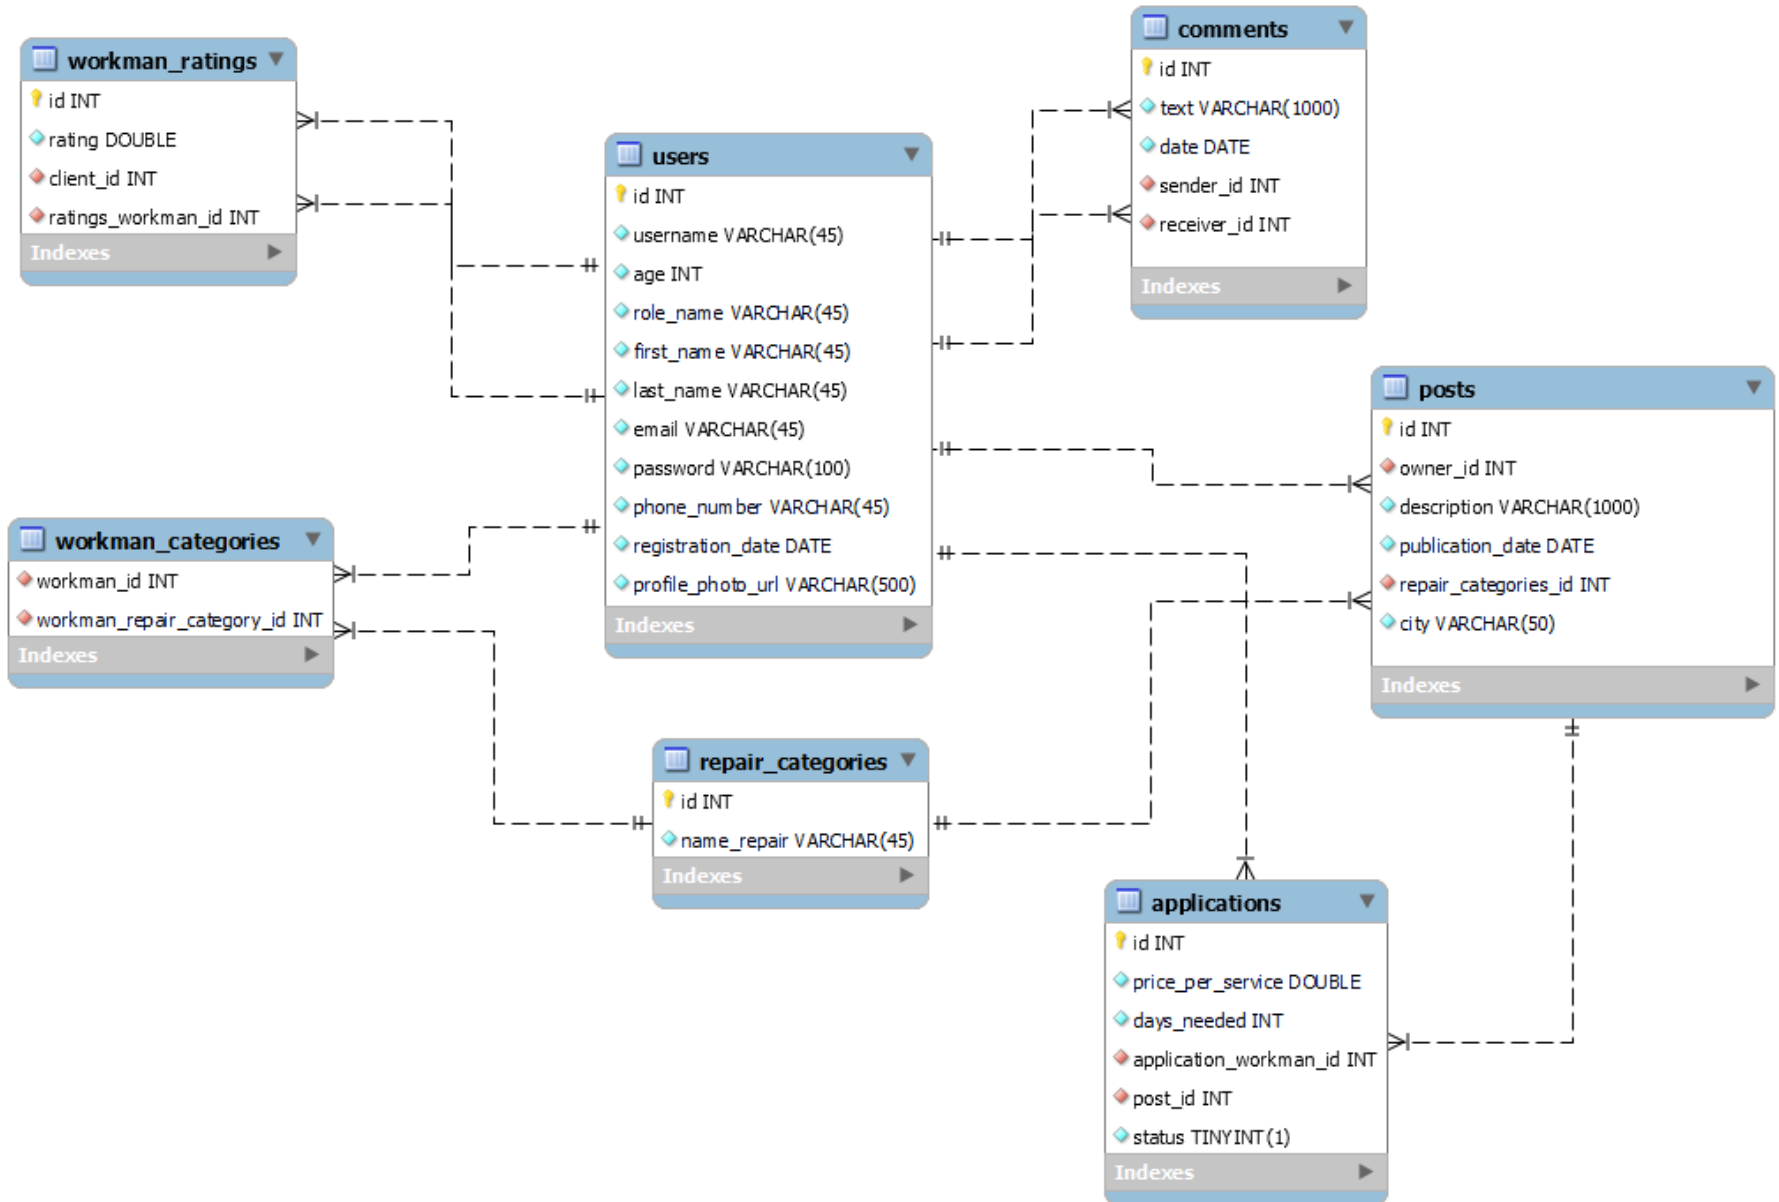 workman_ratings
id INT
rating DOUBLE
client_id INT
ratings_workman_id INT
Indexes
users
id INT
username VARCHAR(45)
age INT
role_name VARCHAR(45)
first_name VARCHAR(45)
last_name VARCHAR(45)
email VARCHAR(45)
password VARCHAR(100)
phone_number VARCHAR(45)
registration_date DATE
profile_photo_url VARCHAR(500)
Indexes
comments
id INT
text VARCHAR(1000)
date DATE
sender_id INT
receiver_id INT
Indexes
posts
id INT
owner_id INT
description VARCHAR(1000)
publication_date DATE
repair_categories_id INT
city VARCHAR(50)
Indexes
workman_categories
workman_id INT
workman_repair_category_id INT
Indexes
repair_categories
id INT
name_repair VARCHAR(45)
Indexes
applications
id INT
price_per_service DOUBLE
days_needed INT
application_workman_id INT
post_id INT
status TINYINT(1)
Indexes